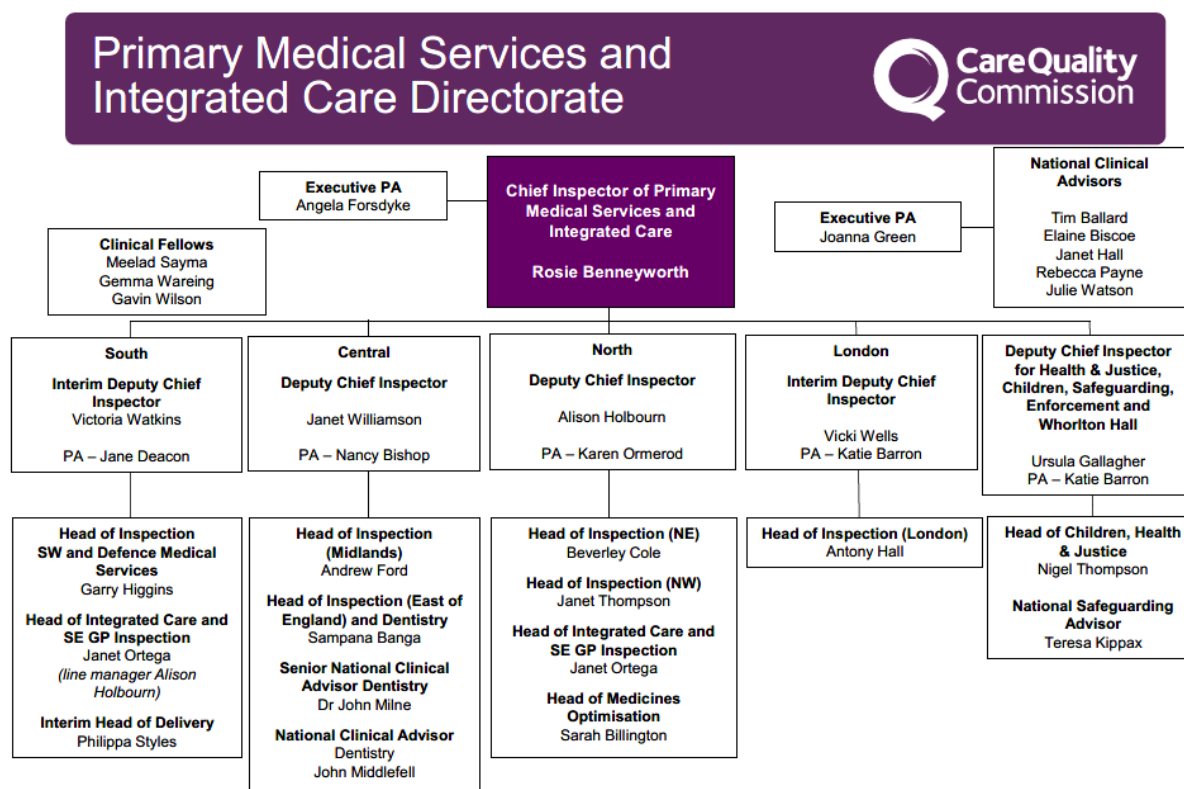 Primary Medical Services and
Integrated Care Directorate
CareQuality
Commission
Executive PA
Angela Forsdyke
Chief Inspector of Primary
Medical Services and
Integrated Care
Rosie Benneyworth
Executive PA
Joanna Green
National Clinical
Advisors
Tim Ballard
Elaine Biscoe
Janet Hall
Rebecca Payne
Julie Watson
Clinical Fellows
Meelad Sayma
Gemma Wareing
Gavin Wilson
South
Interim Deputy Chief
Inspector
Victoria Watkins
PA – Jane Deacon
Central
Deputy Chief Inspector
Janet Williamson
PA – Nancy Bishop
North
Deputy Chief Inspector
Alison Holbourn
PA – Karen Ormerod
London
Interim Deputy Chief
Inspector
Vicki Wells
PA – Katie Barron
Deputy Chief Inspector
for Health & Justice,
Children, Safeguarding,
Enforcement and
Whorlton Hall
Ursula Gallagher
PA – Katie Barron
Head of Inspection
SW and Defence Medical
Services
Garry Higgins
Head of Integrated Care and
SE GP Inspection
Janet Ortega
(line manager Alison
Holbourn)
Interim Head of Delivery
Philippa Styles
Head of Inspection
(Midlands)
Andrew Ford
Head of Inspection (East of
England) and Dentistry
Sampana Banga
Senior National Clinical
Advisor Dentistry
Dr John Milne
National Clinical Advisor
Dentistry
John Middlefell
Head of Inspection (NE)
Beverley Cole
Head of Inspection (NW)
Janet Thompson
Head of Integrated Care and
SE GP Inspection
Janet Ortega
Head of Medicines
Optimisation
Sarah Billington
Head of Inspection (London)
Antony Hall
Head of Children, Health
& Justice
Nigel Thompson
National Safeguarding
Advisor
Teresa Kippax